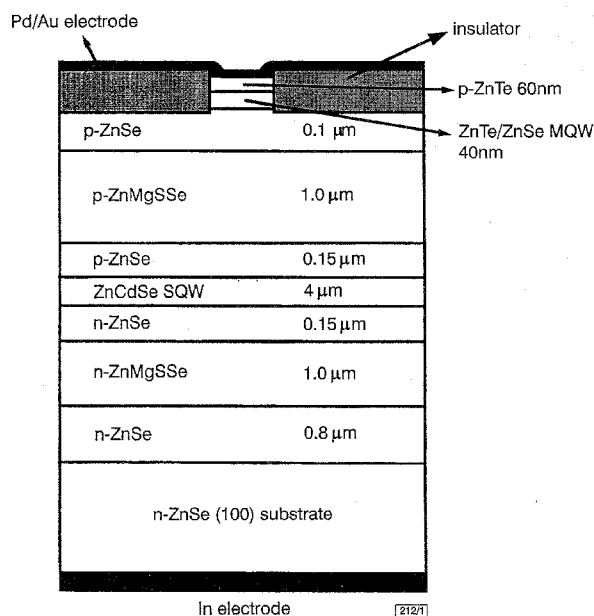 Pd/Au electrode
insulator
p-ZnTe 60nm
ZnTe/ZnSe MQW
40nm
p-ZnSe 0.1 μm
p-ZnMgSSe 1.0 μm
p-ZnSe 0.15 μm
ZnCdSe SQW 4 μm
n-ZnSe 0.15 μm
n-ZnMgSSe 1.0 μm
n-ZnSe 0.8 μm
n-ZnSe (100) substrate
In electrode
212/1